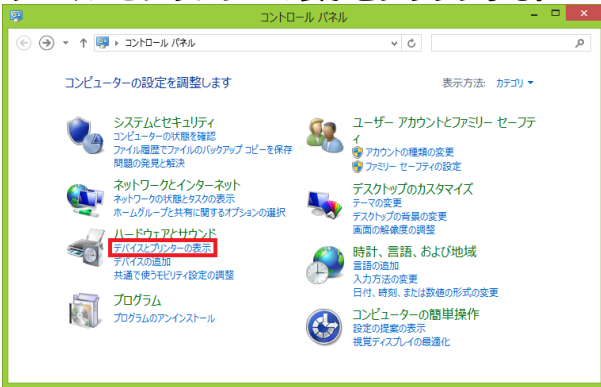 コントロール パネル
コントロール パネル
コンピューターの設定を調整します
表示方法: カテゴリ
システムとセキュリティ
コンピューターの状態を確認
ファイル履歴でファイルのバックアップ コピーを保存
問題の発見と解決
ネットワークとインターネット
ネットワークの状態とタスクの表示
ホームグループと共有に関するオプションの選択
ハードウェアとサウンド
デバイスとプリンターの表示
デバイスの追加
共通で使うモビリティ設定の調整
プログラム
プログラムのアンインストール
ユーザー アカウントとファミリー セーフテ
ィ
アカウントの種類の変更
ファミリー セーフティの設定
デスクトップのカスタマイズ
テーマの変更
デスクトップの背景の変更
画面の解像度の調整
時計、言語、および地域
言語の追加
入力方法の変更
日付、時刻、または数値の形式の変更
コンピューターの簡単操作
設定の提案の表示
視覚ディスプレイの最適化